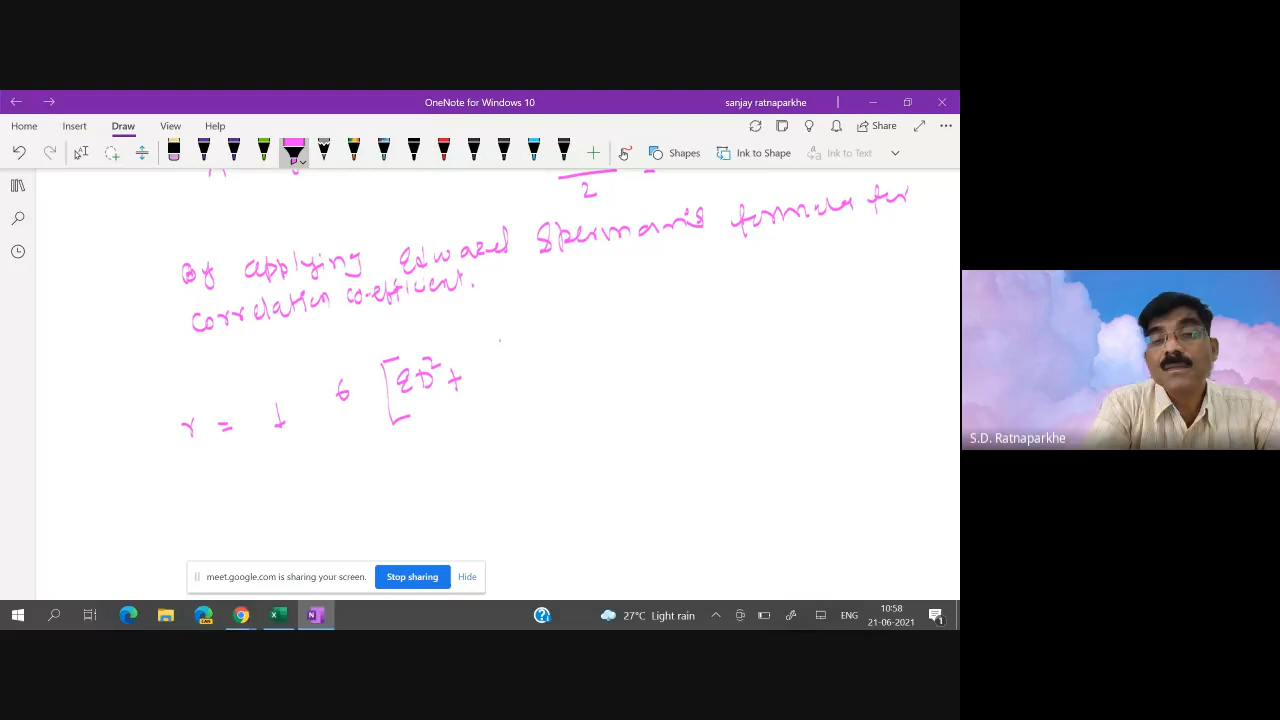 OneNote for Windows 10
sanjay ratnaparkhe
Home Insert Draw View Help
Share
Shapes
Ink to Shape
Ink to Text
2
By applying Edward Sperman's formula for
correlation co-efficient.
r = 1 6 [ΣD² +
S.D. Ratnaparkhe
meet.google.com is sharing your screen.
Stop sharing
Hide
27°C Light rain
ENG
10:58
21-06-2021